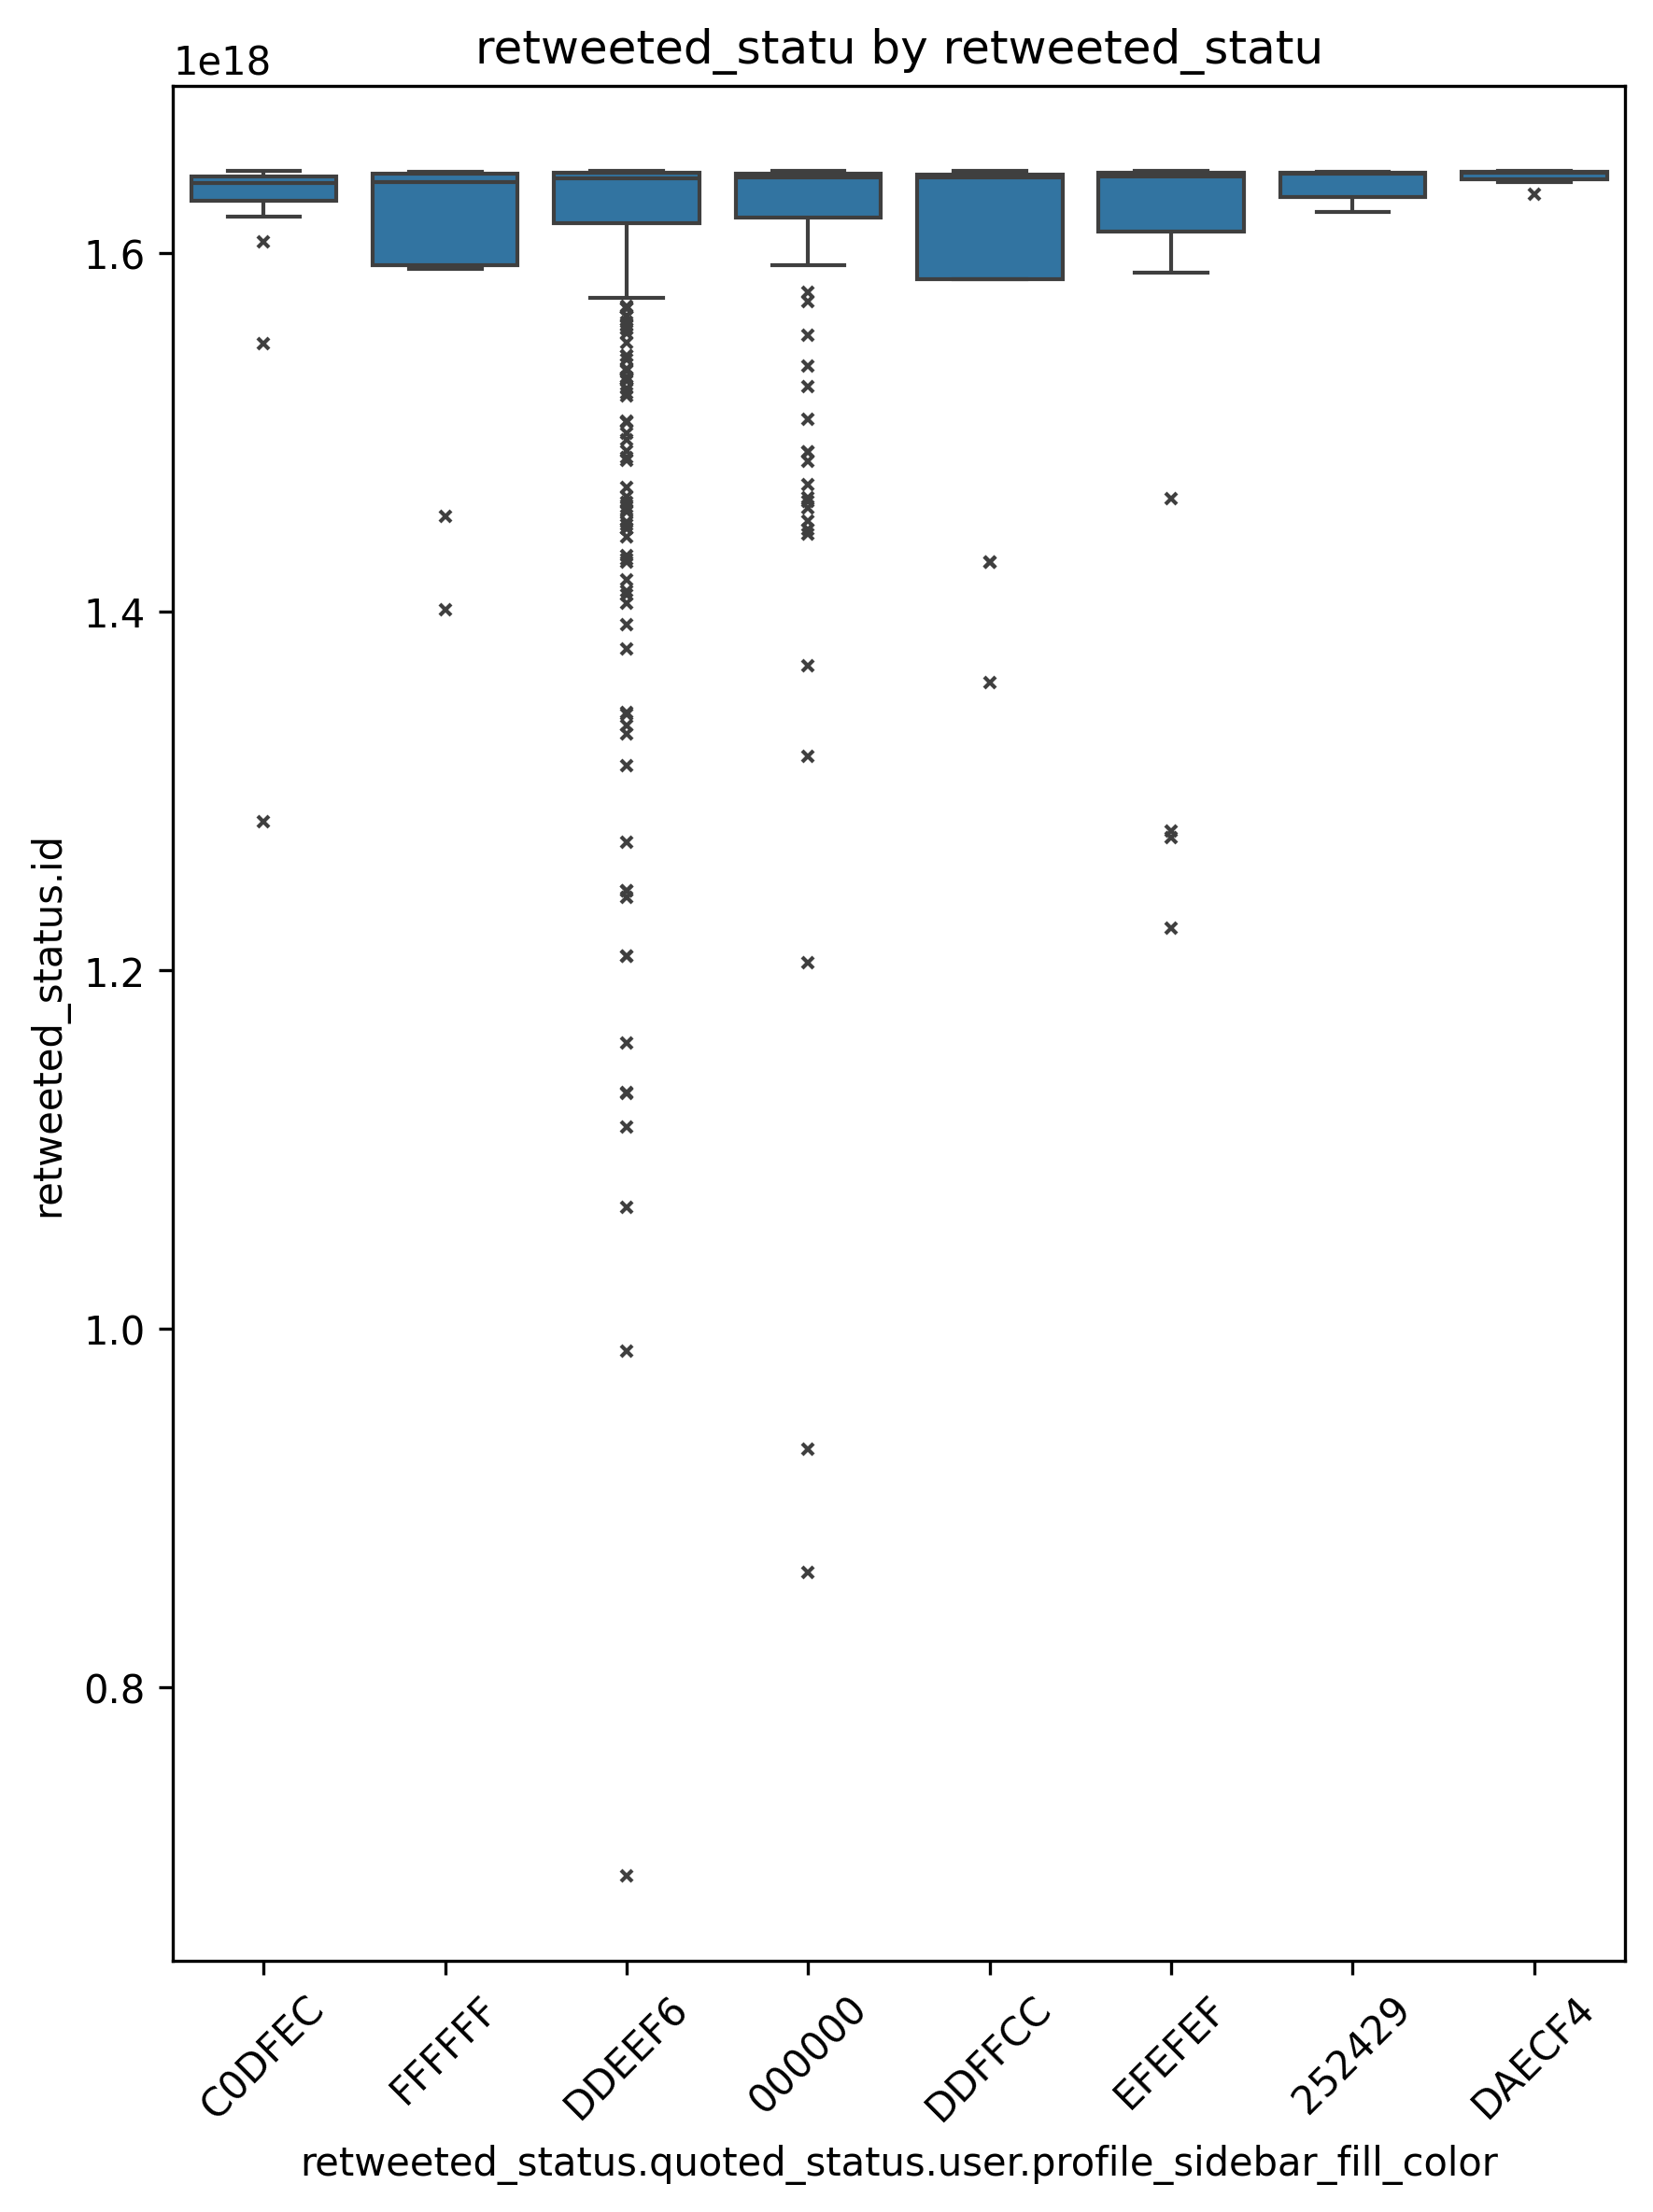 retweeted_statu by retweeted_statu
1e18
1.6
1.4
1.2
1.0
0.8
retweeted_status.id
C0DFEC
FFFFFF
DDEEF6
000000
DDFFCC
EFEFEF
252429
DAECF4
retweeted_status.quoted_status.user.profile_sidebar_fill_color